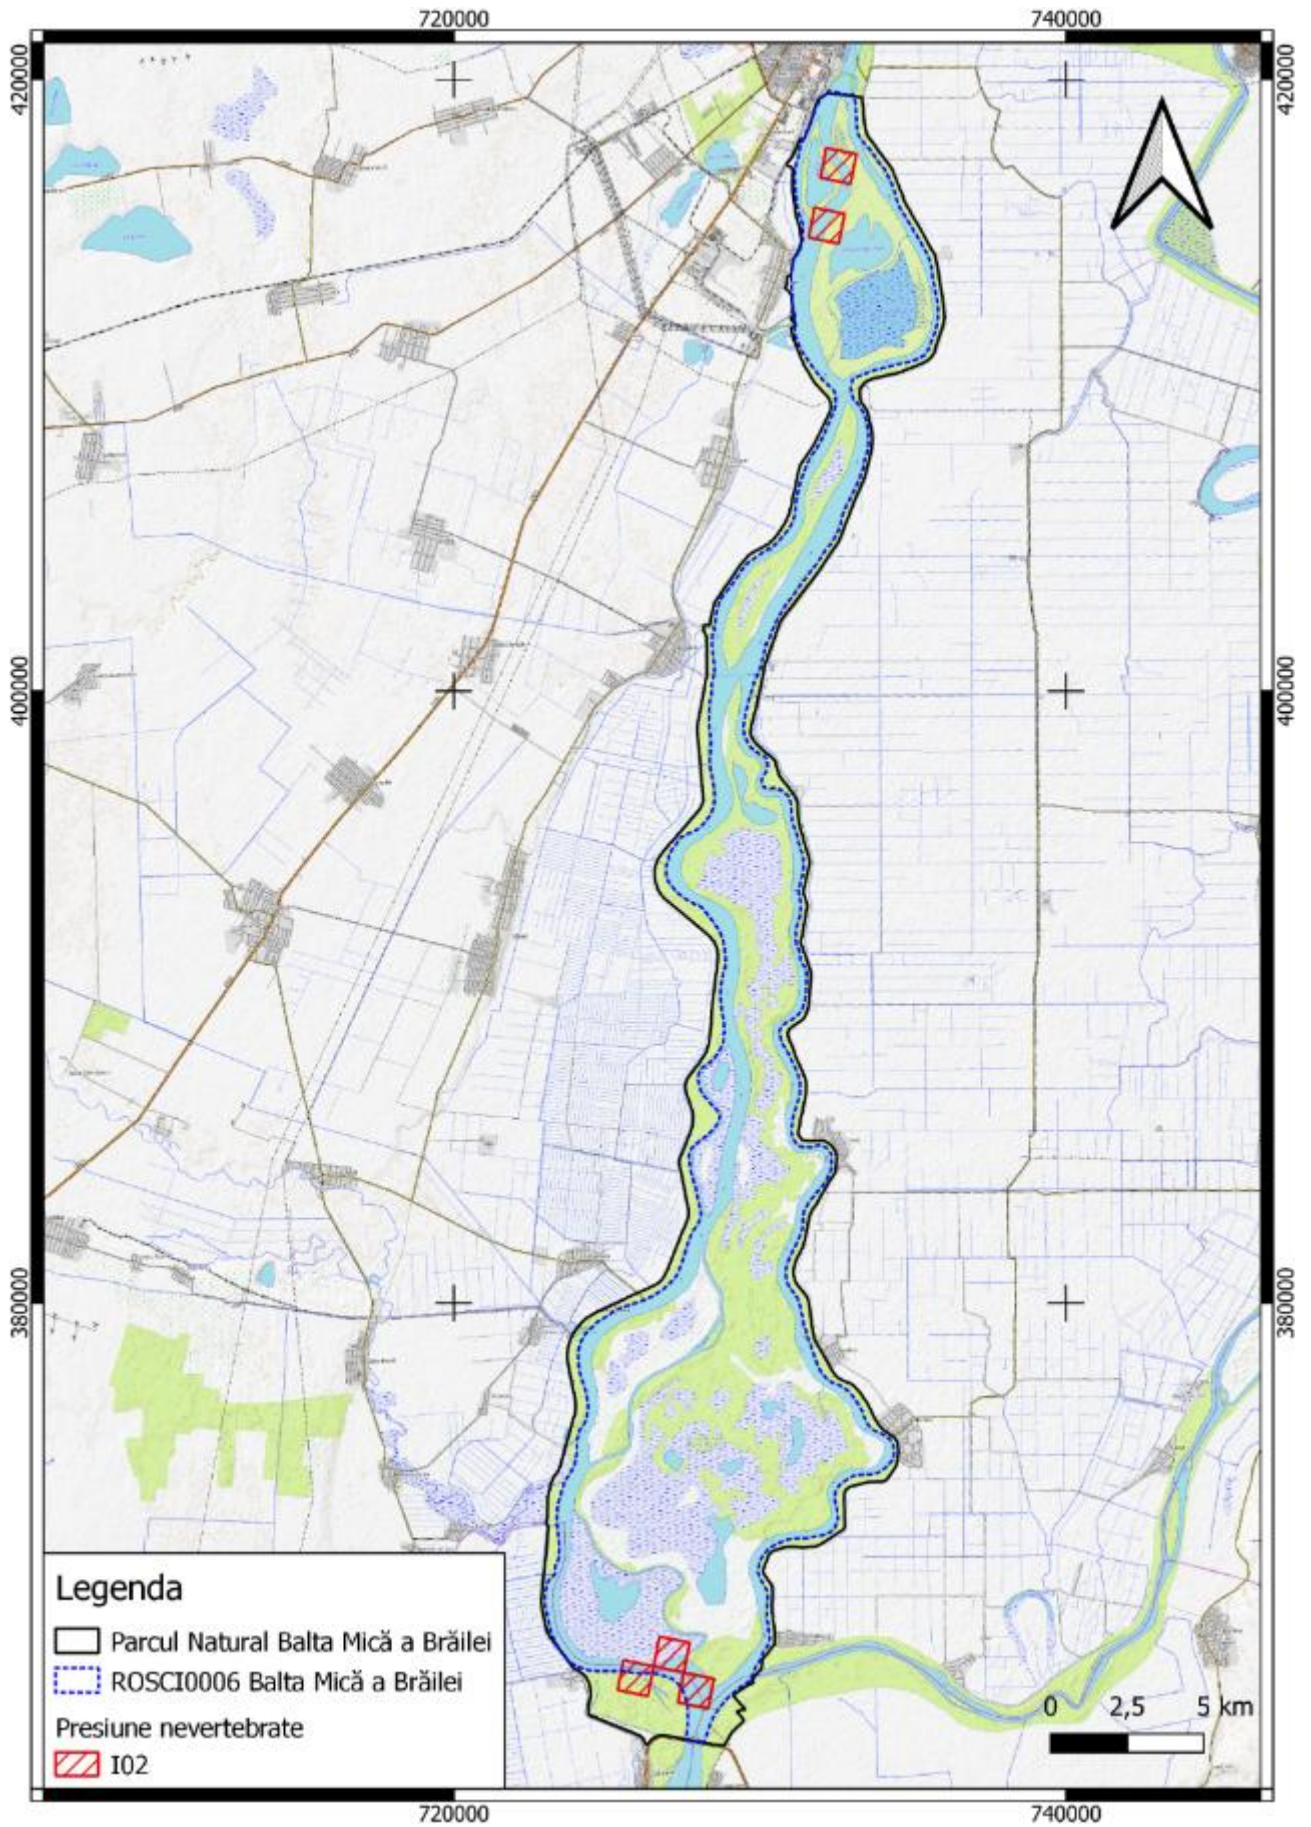 720000 740000
420000 420000
400000 400000
380000 380000
Legenda
Parcul Natural Balta Mică a Brăilei
ROSCI0006 Balta Mică a Brăilei
Presiune nevertebrate
I02
0 2,5 5 km
720000 740000